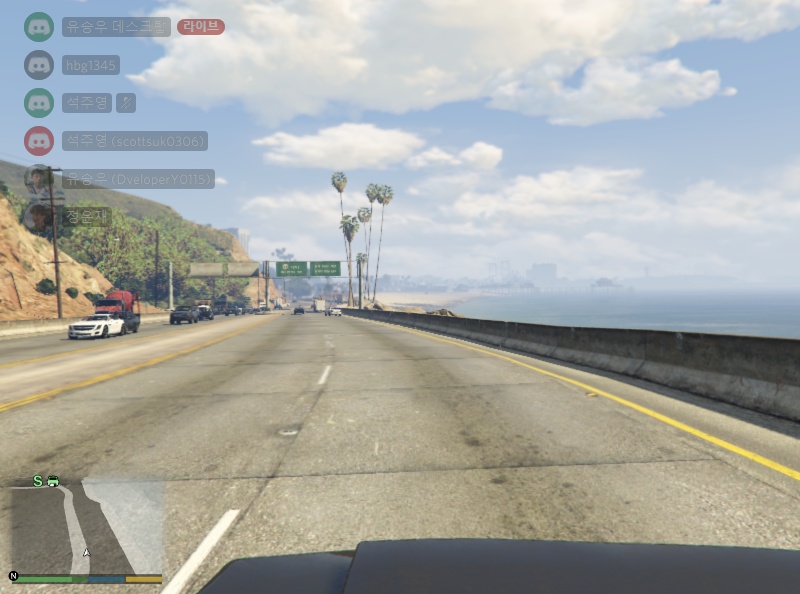 유승우 데스크탑 라이브
hbg1345
석주영
석주영 (scottsuk0306)
유승우 (DveloperY0115)
정윤재
S
N